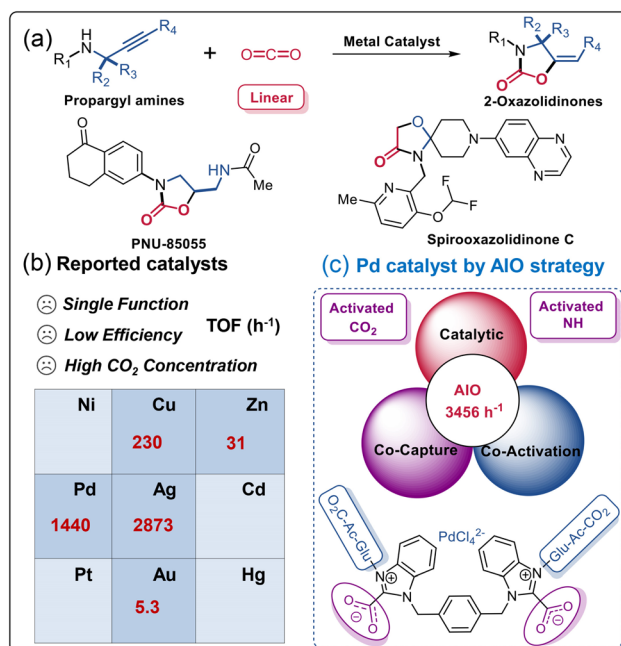 (a)
H
N
R₁
R₂
R₃
R₄
Propargyl amines
+
O=C=O
Linear
Metal Catalyst
R₂
R₃
R₁
N
R₄
O
O
2-Oxazolidinones
O
N
O
O
HN
O
Me
PNU-85055
O
O
N
N
N
N
Me
N
O
F
F
Spirooxazolidinone C
(b) Reported catalysts
Single Function
Low Efficiency
High CO₂ Concentration
TOF (h⁻¹)
Ni
Cu
230
Zn
31
Pd
1440
Ag
2873
Cd
Pt
Au
5.3
Hg
(c) Pd catalyst by AIO strategy
Activated
CO₂
Activated
NH
Catalytic
AIO
3456 h⁻¹
Co-Capture
Co-Activation
O₂C-Ac-Glu
PdCl₄²⁻
Glu-Ac-CO₂
N
⊕
N
O
O
⊖
N
⊕
N
O
O
⊖